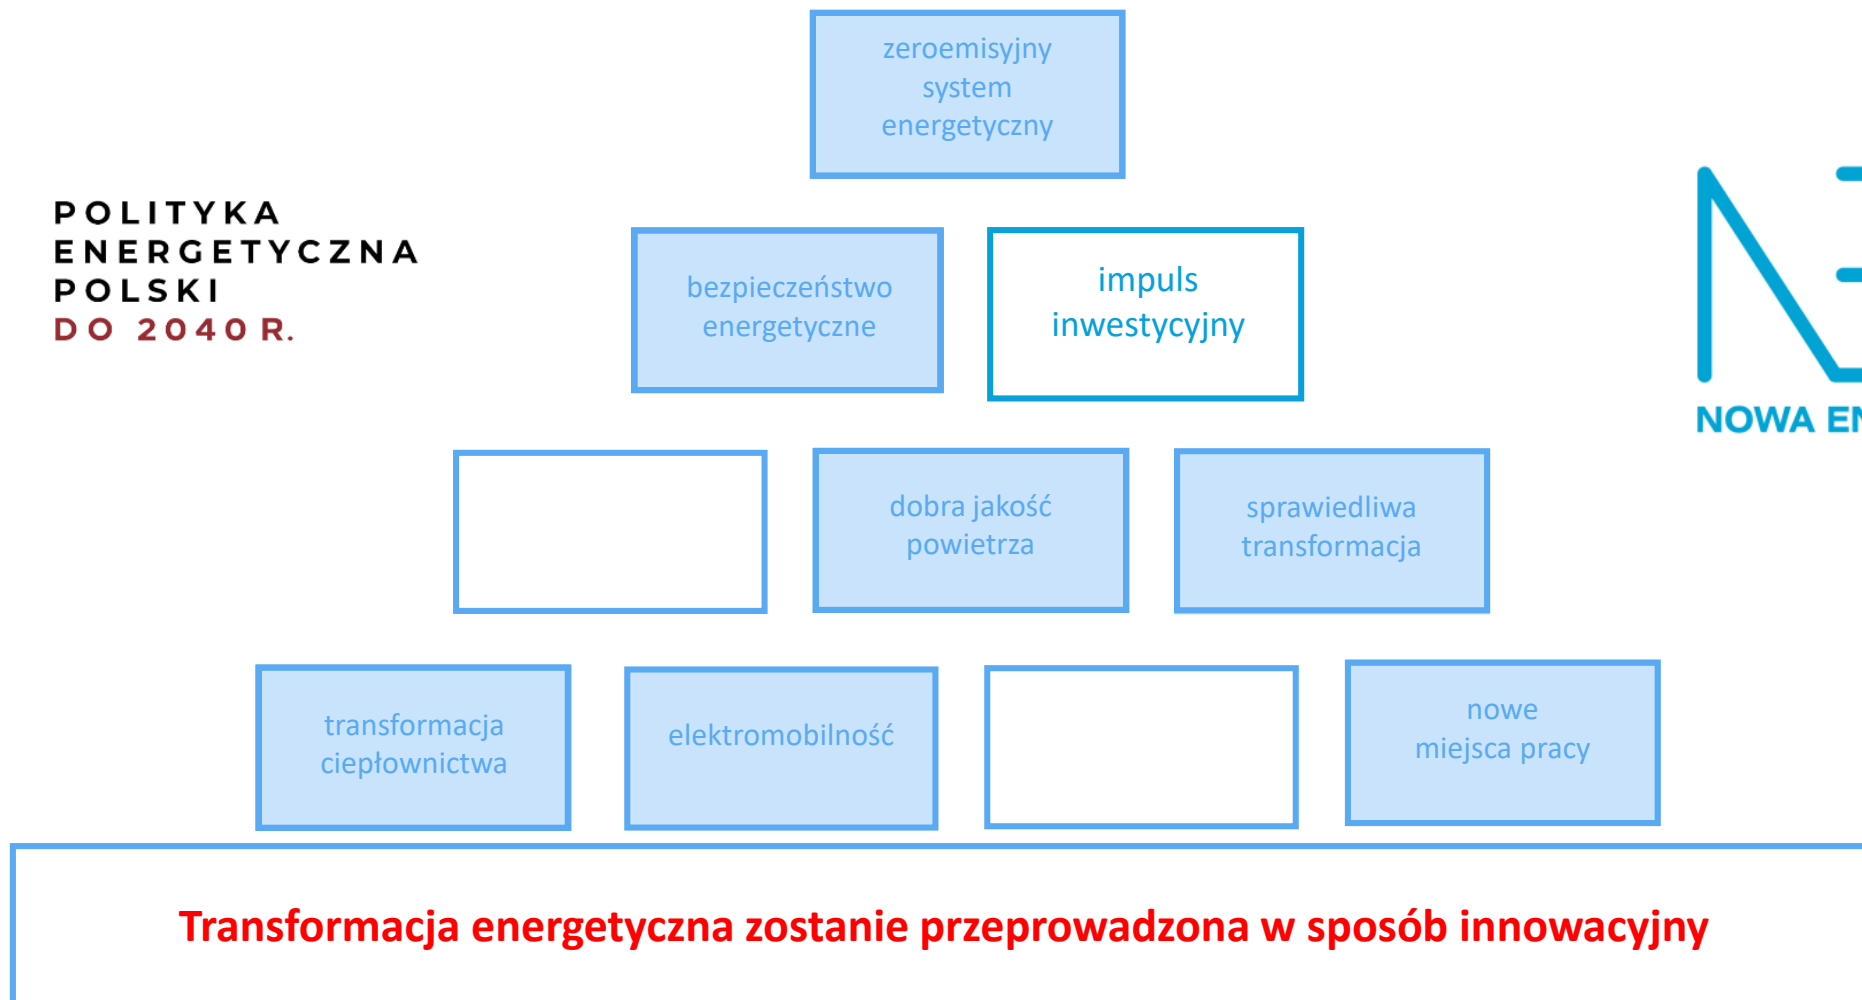 zeroemisyjny
system
energetyczny
POLITYKA
ENERGETYCZNA
POLSKI
DO 2040 R.
bezpieczeństwo
energetyczne
impuls
inwestycyjny
NOWA EN
dobra jakość
powietrza
sprawiedliwa
transformacja
transformacja
ciepłownictwa
elektromobilność
nowe
miejsca pracy
Transformacja energetyczna zostanie przeprowadzona w sposób innowacyjny